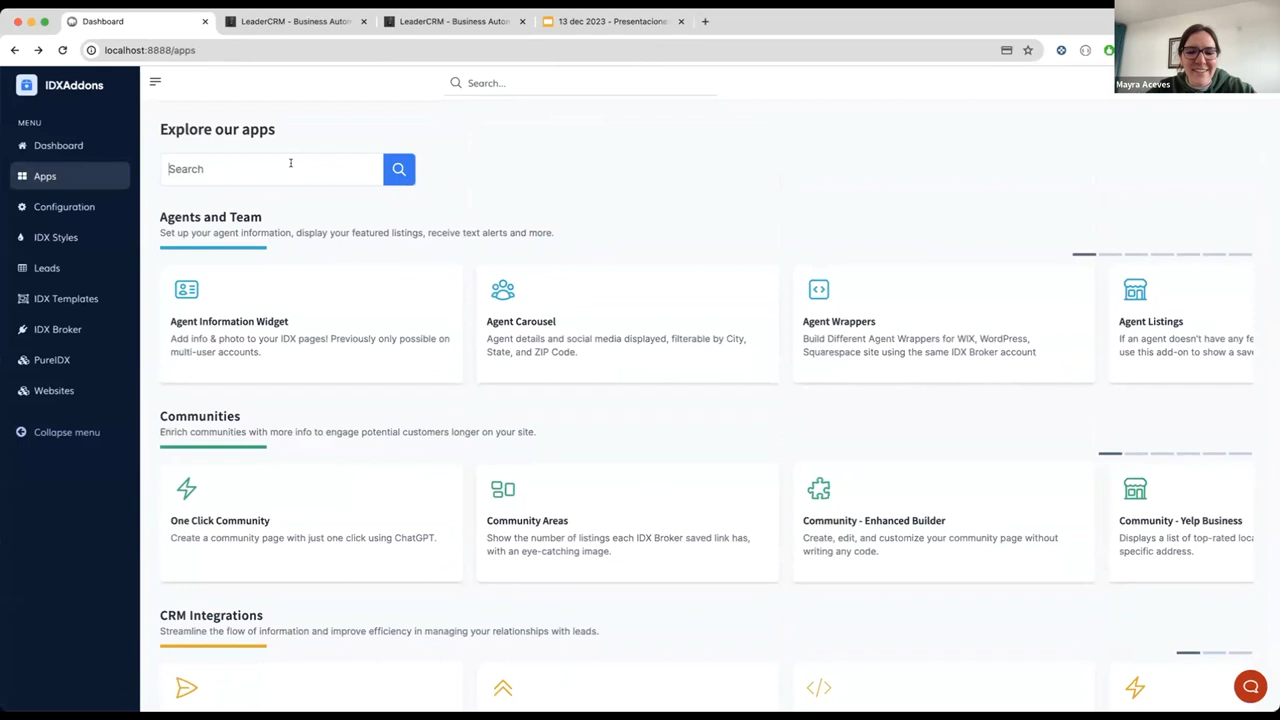 Dashboard
LeaderCRM - Business Autom
LeaderCRM - Business Autom
13 dec 2023 - Presentacione
localhost:8888/apps
Mayra Aceves
IDXAddons
Search...
MENU
Dashboard
Apps
Configuration
IDX Styles
Leads
IDX Templates
IDX Broker
PureIDX
Websites
Collapse menu
Explore our apps
Search
Agents and Team
Set up your agent information, display your featured listings, receive text alerts and more.
Agent Information Widget
Add info & photo to your IDX pages! Previously only possible on
multi-user accounts.
Agent Carousel
Agent details and social media displayed, filterable by City,
State, and ZIP Code.
Agent Wrappers
Build Different Agent Wrappers for WIX, WordPress,
Squarespace site using the same IDX Broker account
Agent Listings
If an agent doesn't have any fe
use this add-on to show a save
Communities
Enrich communities with more info to engage potential customers longer on your site.
One Click Community
Create a community page with just one click using ChatGPT.
Community Areas
Show the number of listings each IDX Broker saved link has,
with an eye-catching image.
Community - Enhanced Builder
Create, edit, and customize your community page without
writing any code.
Community - Yelp Business
Displays a list of top-rated loca
specific address.
CRM Integrations
Streamline the flow of information and improve efficiency in managing your relationships with leads.